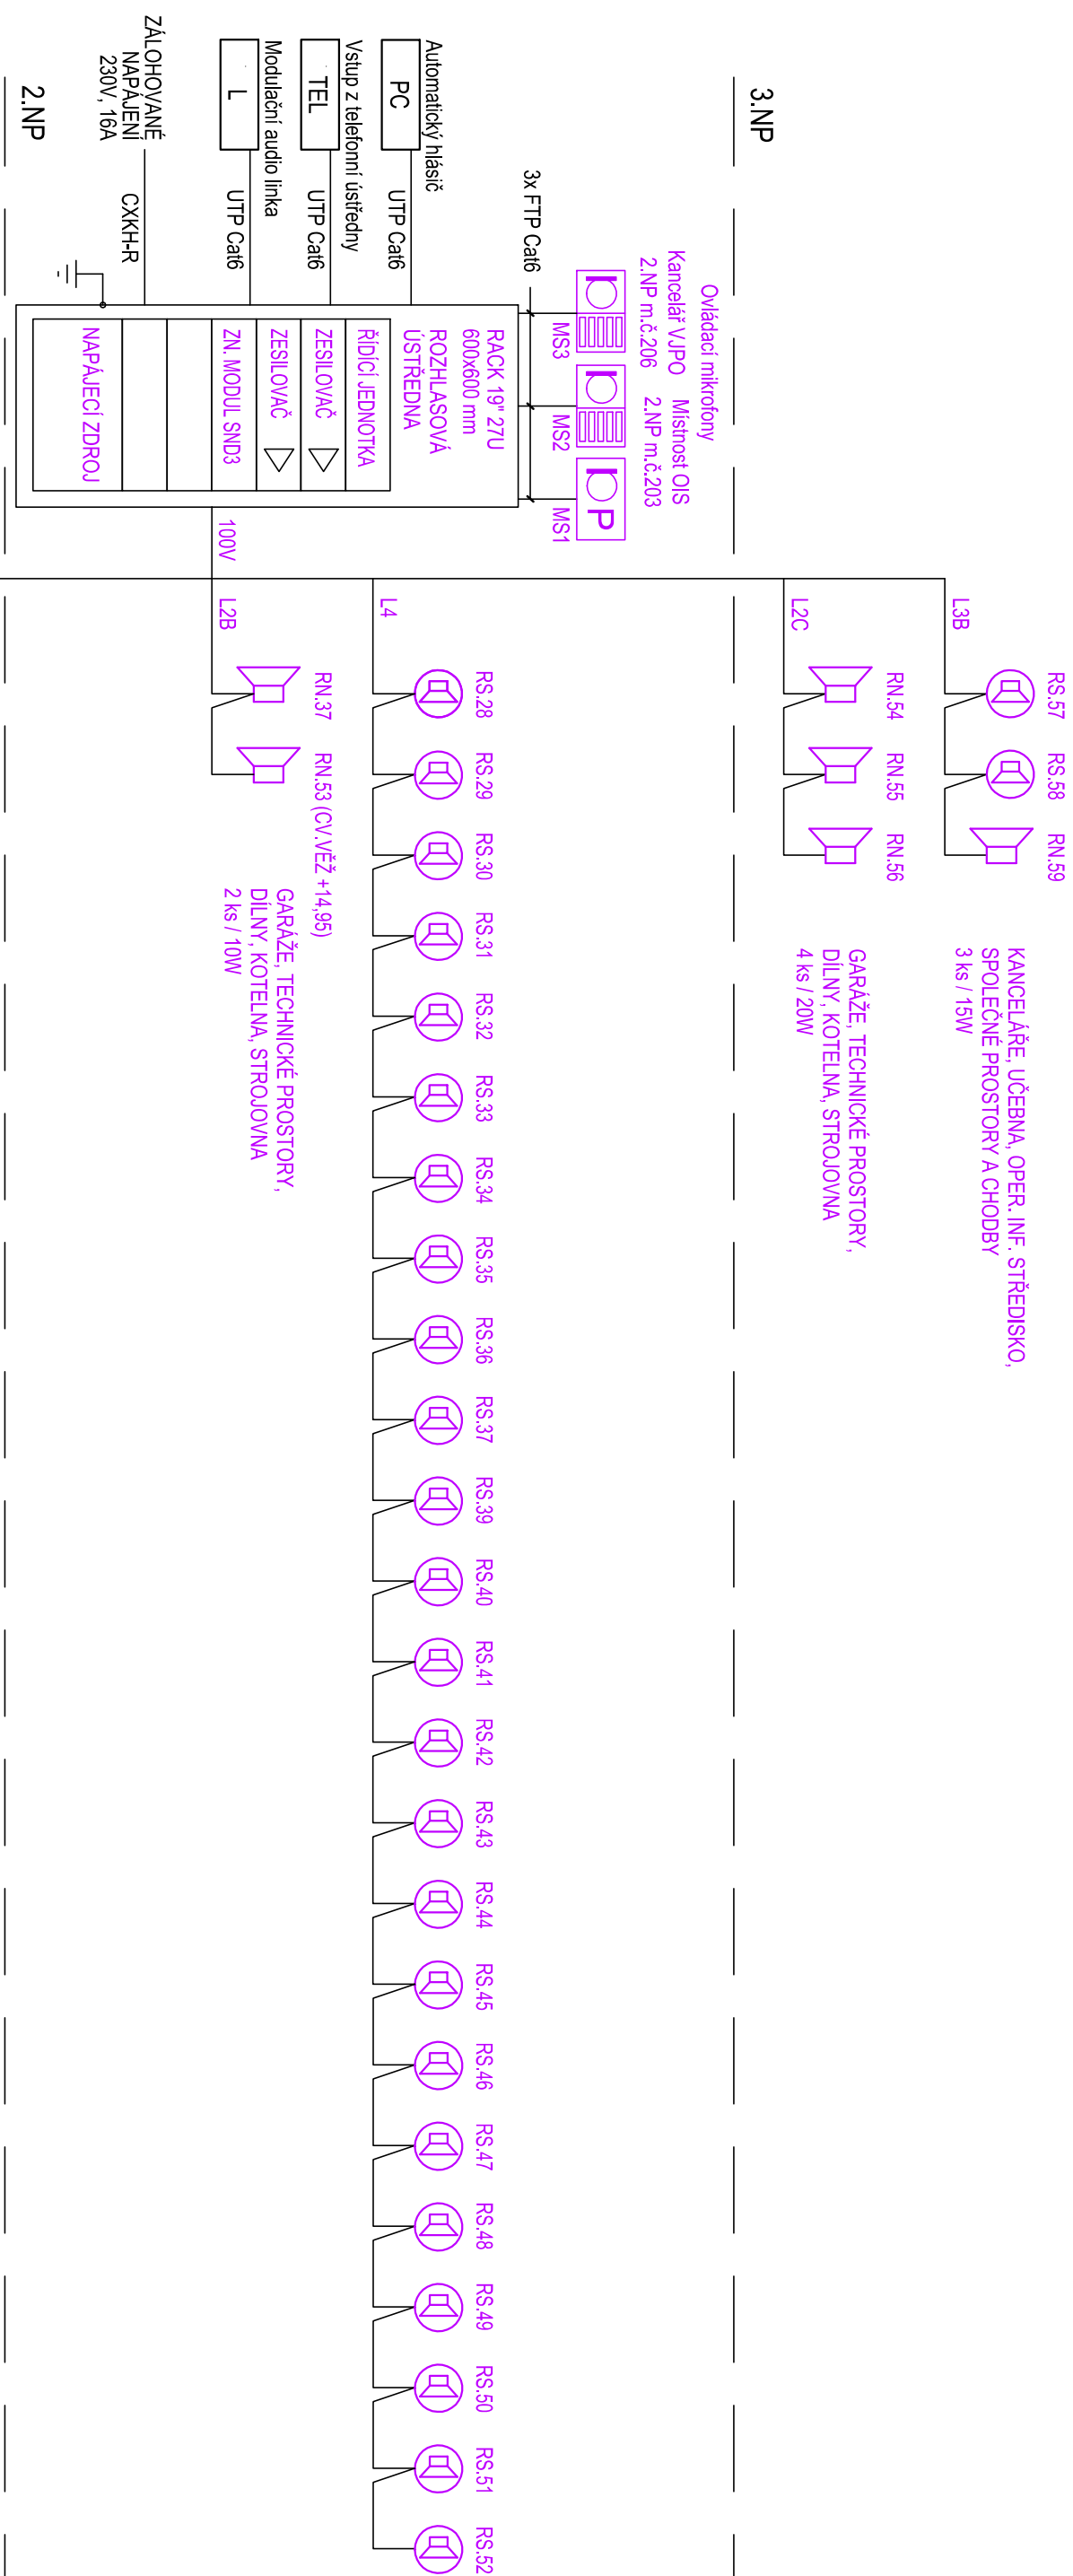 RS.57
RS.58
RN.59
L3B
KANCELÁŘE, UČEBNA, OPER. INF. STŘEDISKO,
SPOLEČNÉ PROSTORY A CHODBY
3 ks / 15W
RN.54
RN.55
RN.56
L2C
GARÁŽE, TECHNICKÉ PROSTORY,
DÍLNY, KOTELNA, STROJOVNA
4 ks / 20W
3.NP
Ovládací mikrofony
Kancelář VJPO
2.NP m.č.206
Místnost OIS
2.NP m.č.203
P
MS3
MS2
MS1
3x FTP Cat6
RS.28
RS.29
RS.30
RS.31
RS.32
RS.33
RS.34
RS.35
RS.36
RS.37
RS.39
RS.40
RS.41
RS.42
RS.43
RS.44
RS.45
RS.46
RS.47
RS.48
RS.49
RS.50
RS.51
RS.52
L4
Automatický hlásič
PC
UTP Cat6
Vstup z telefonní ústředny
TEL
UTP Cat6
Modulační audio linka
L
UTP Cat6
RACK 19" 27U
600x600 mm
ROZHLASOVÁ
ÚSTŘEDNA
ŘÍDÍCÍ JEDNOTKA
ZESILOVAČ
ZESILOVAČ
ZN. MODUL SND3
NAPÁJECÍ ZDROJ
100V
RN.37
RN.53 (CV.VĚŽ +14,95)
L2B
GARÁŽE, TECHNICKÉ PROSTORY,
DÍLNY, KOTELNA, STROJOVNA
2 ks / 10W
ZÁLOHOVANÉ
NAPÁJENÍ
230V, 16A
CXKH-R
2.NP